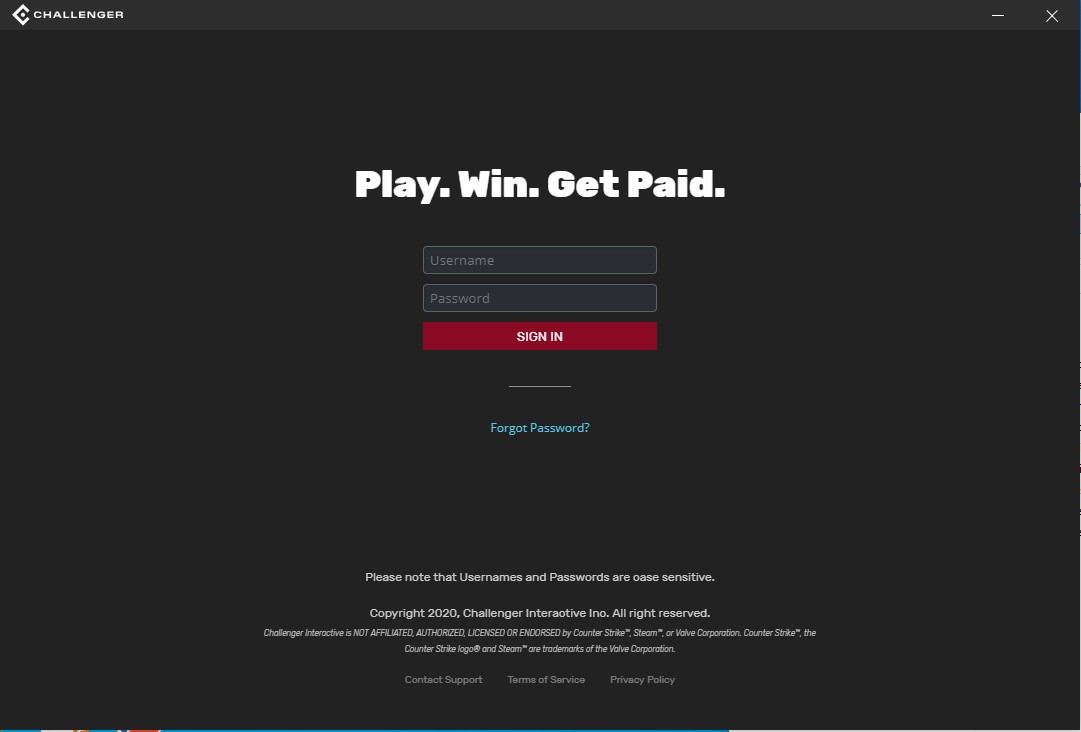 CHALLENGER
Play. Win. Get Paid.
Username
Password
SIGN IN
Forgot Password?
Please note that Usernames and Passwords are case sensitive.
Copyright 2020, Challenger Interactive Inc. All right reserved.
Challenger Interactive is NOT AFFILIATED, AUTHORIZED, LICENSED OR ENDORSED by Counter Strike™, Steam™, or Valve Corporation. Counter Strike™, the
Counter Strike logo® and Steam™ are trademarks of the Valve Corporation.
Contact Support Terms of Service Privacy Policy